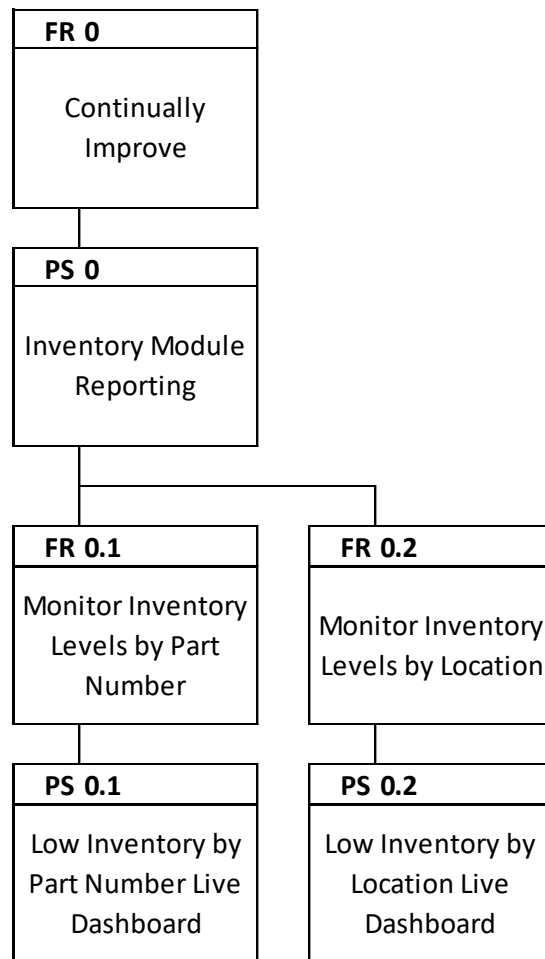 FR 0
Continually
Improve
PS 0
Inventory Module
Reporting
FR 0.1
Monitor Inventory
Levels by Part
Number
FR 0.2
Monitor Inventory
Levels by Location
PS 0.1
Low Inventory by
Part Number Live
Dashboard
PS 0.2
Low Inventory by
Location Live
Dashboard